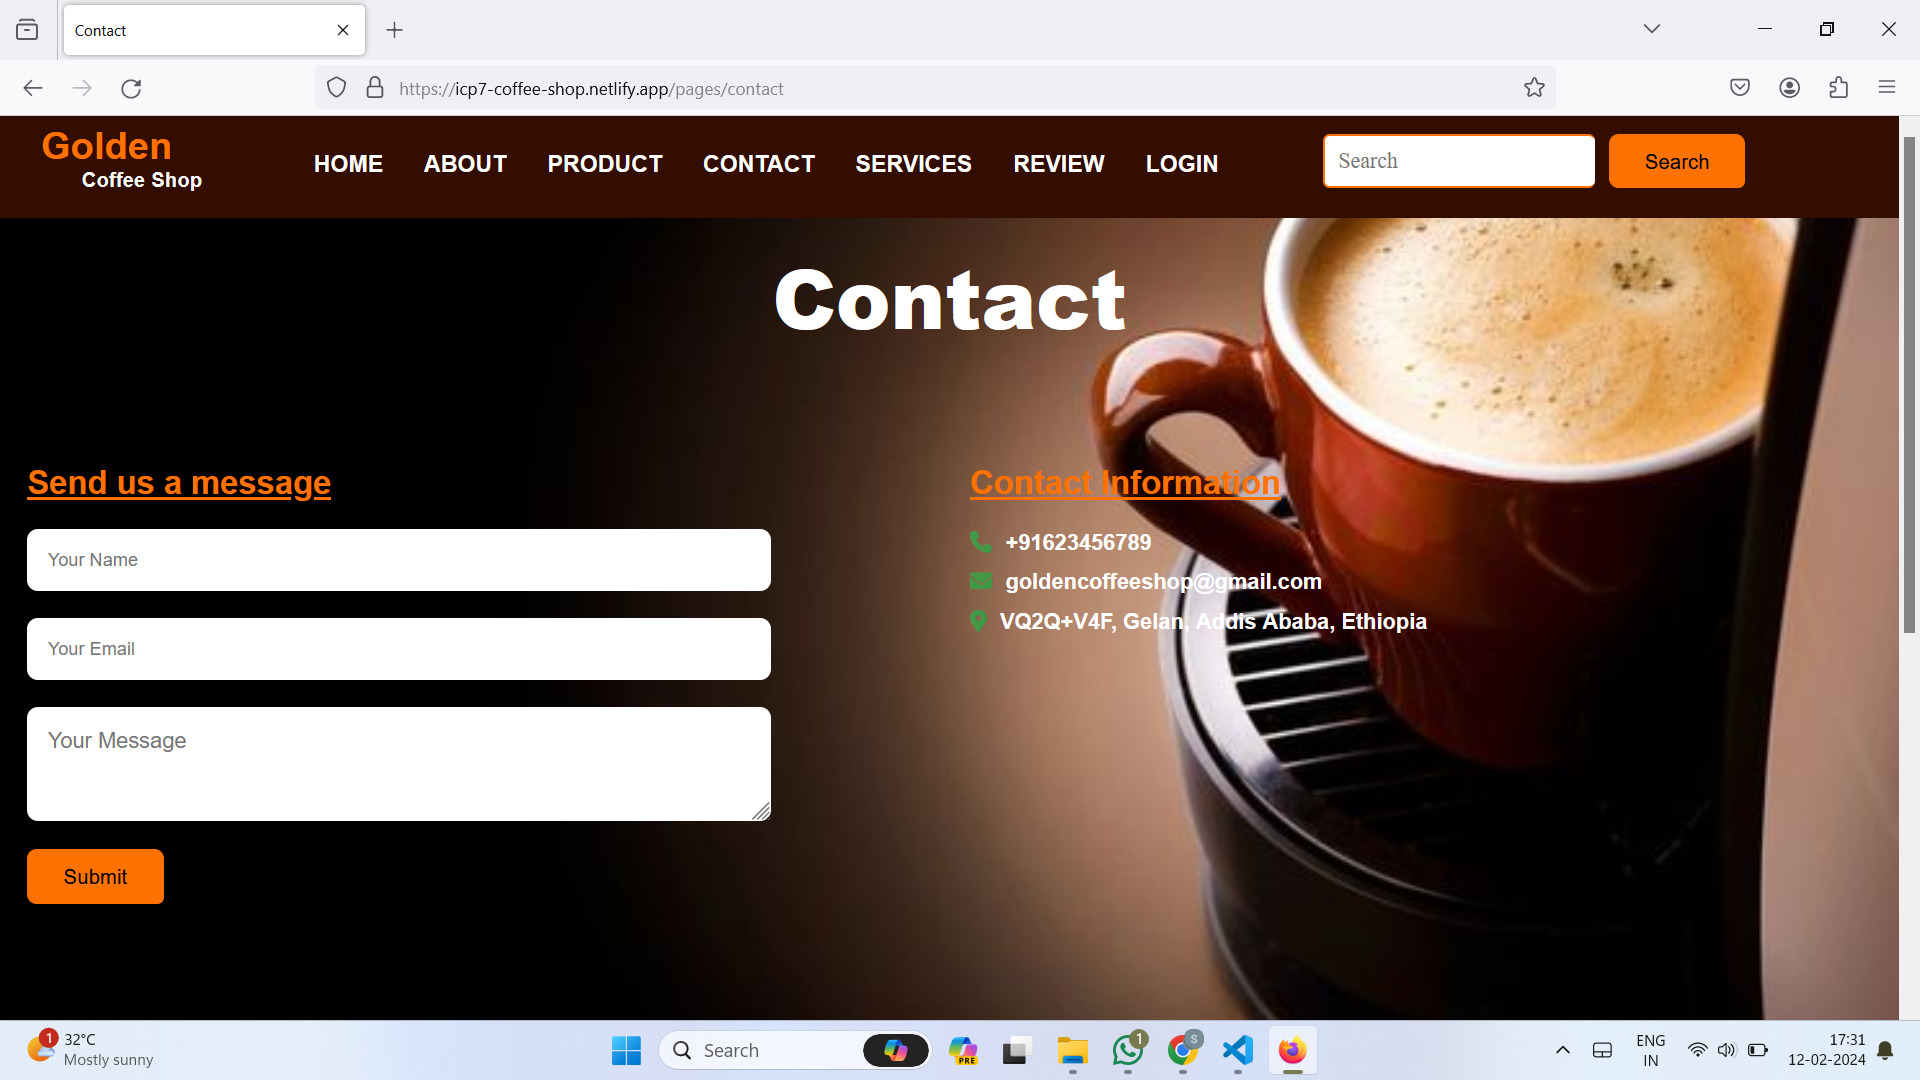 Contact
https://icp7-coffee-shop.netlify.app/pages/contact
Golden
Coffee Shop
HOME ABOUT PRODUCT CONTACT SERVICES REVIEW LOGIN
Search
Search
Contact
Send us a message
Your Name
Your Email
Your Message
Submit
Contact Information
+91623456789
goldencoffeeshop@gmail.com
VQ2Q+V4F, Gelan, Addis Ababa, Ethiopia
1
32°C
Mostly sunny
Search
PRE
1
S
ENG
IN
17:31
12-02-2024